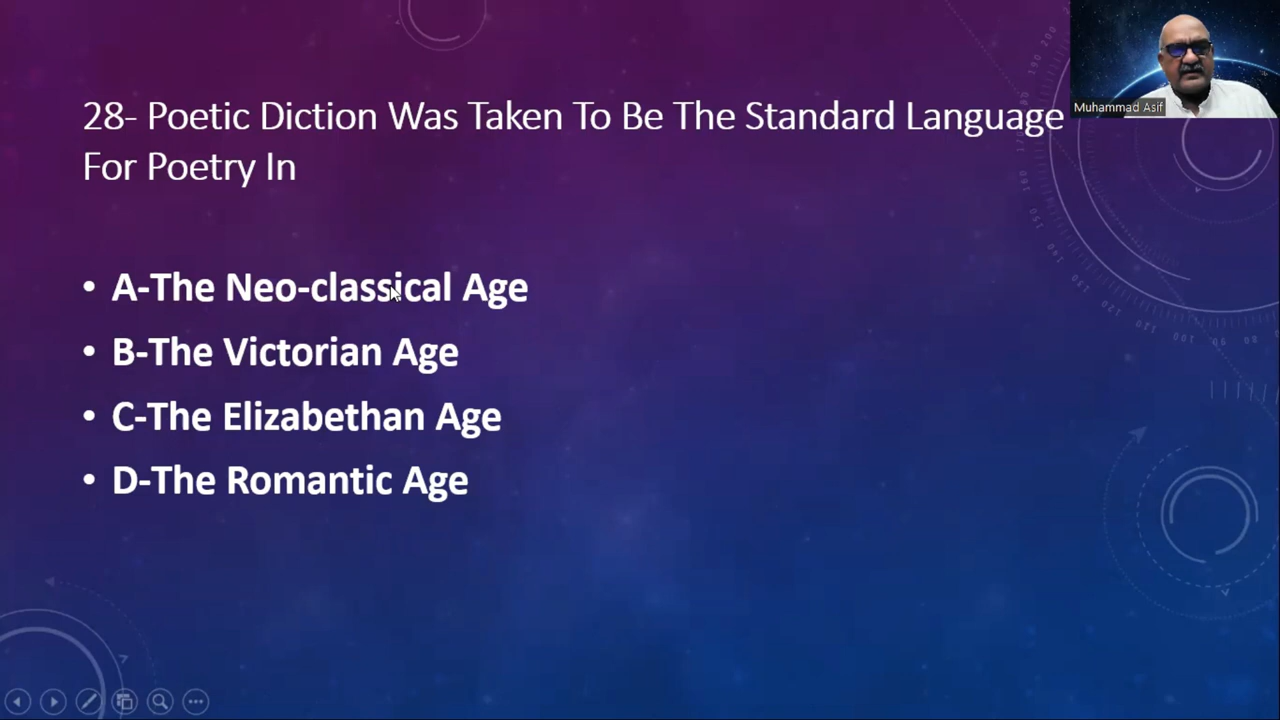 28- Poetic Diction Was Taken To Be The Standard Language
For Poetry In
Muhammad Asif
• A-The Neo-classical Age
• B-The Victorian Age
• C-The Elizabethan Age
• D-The Romantic Age